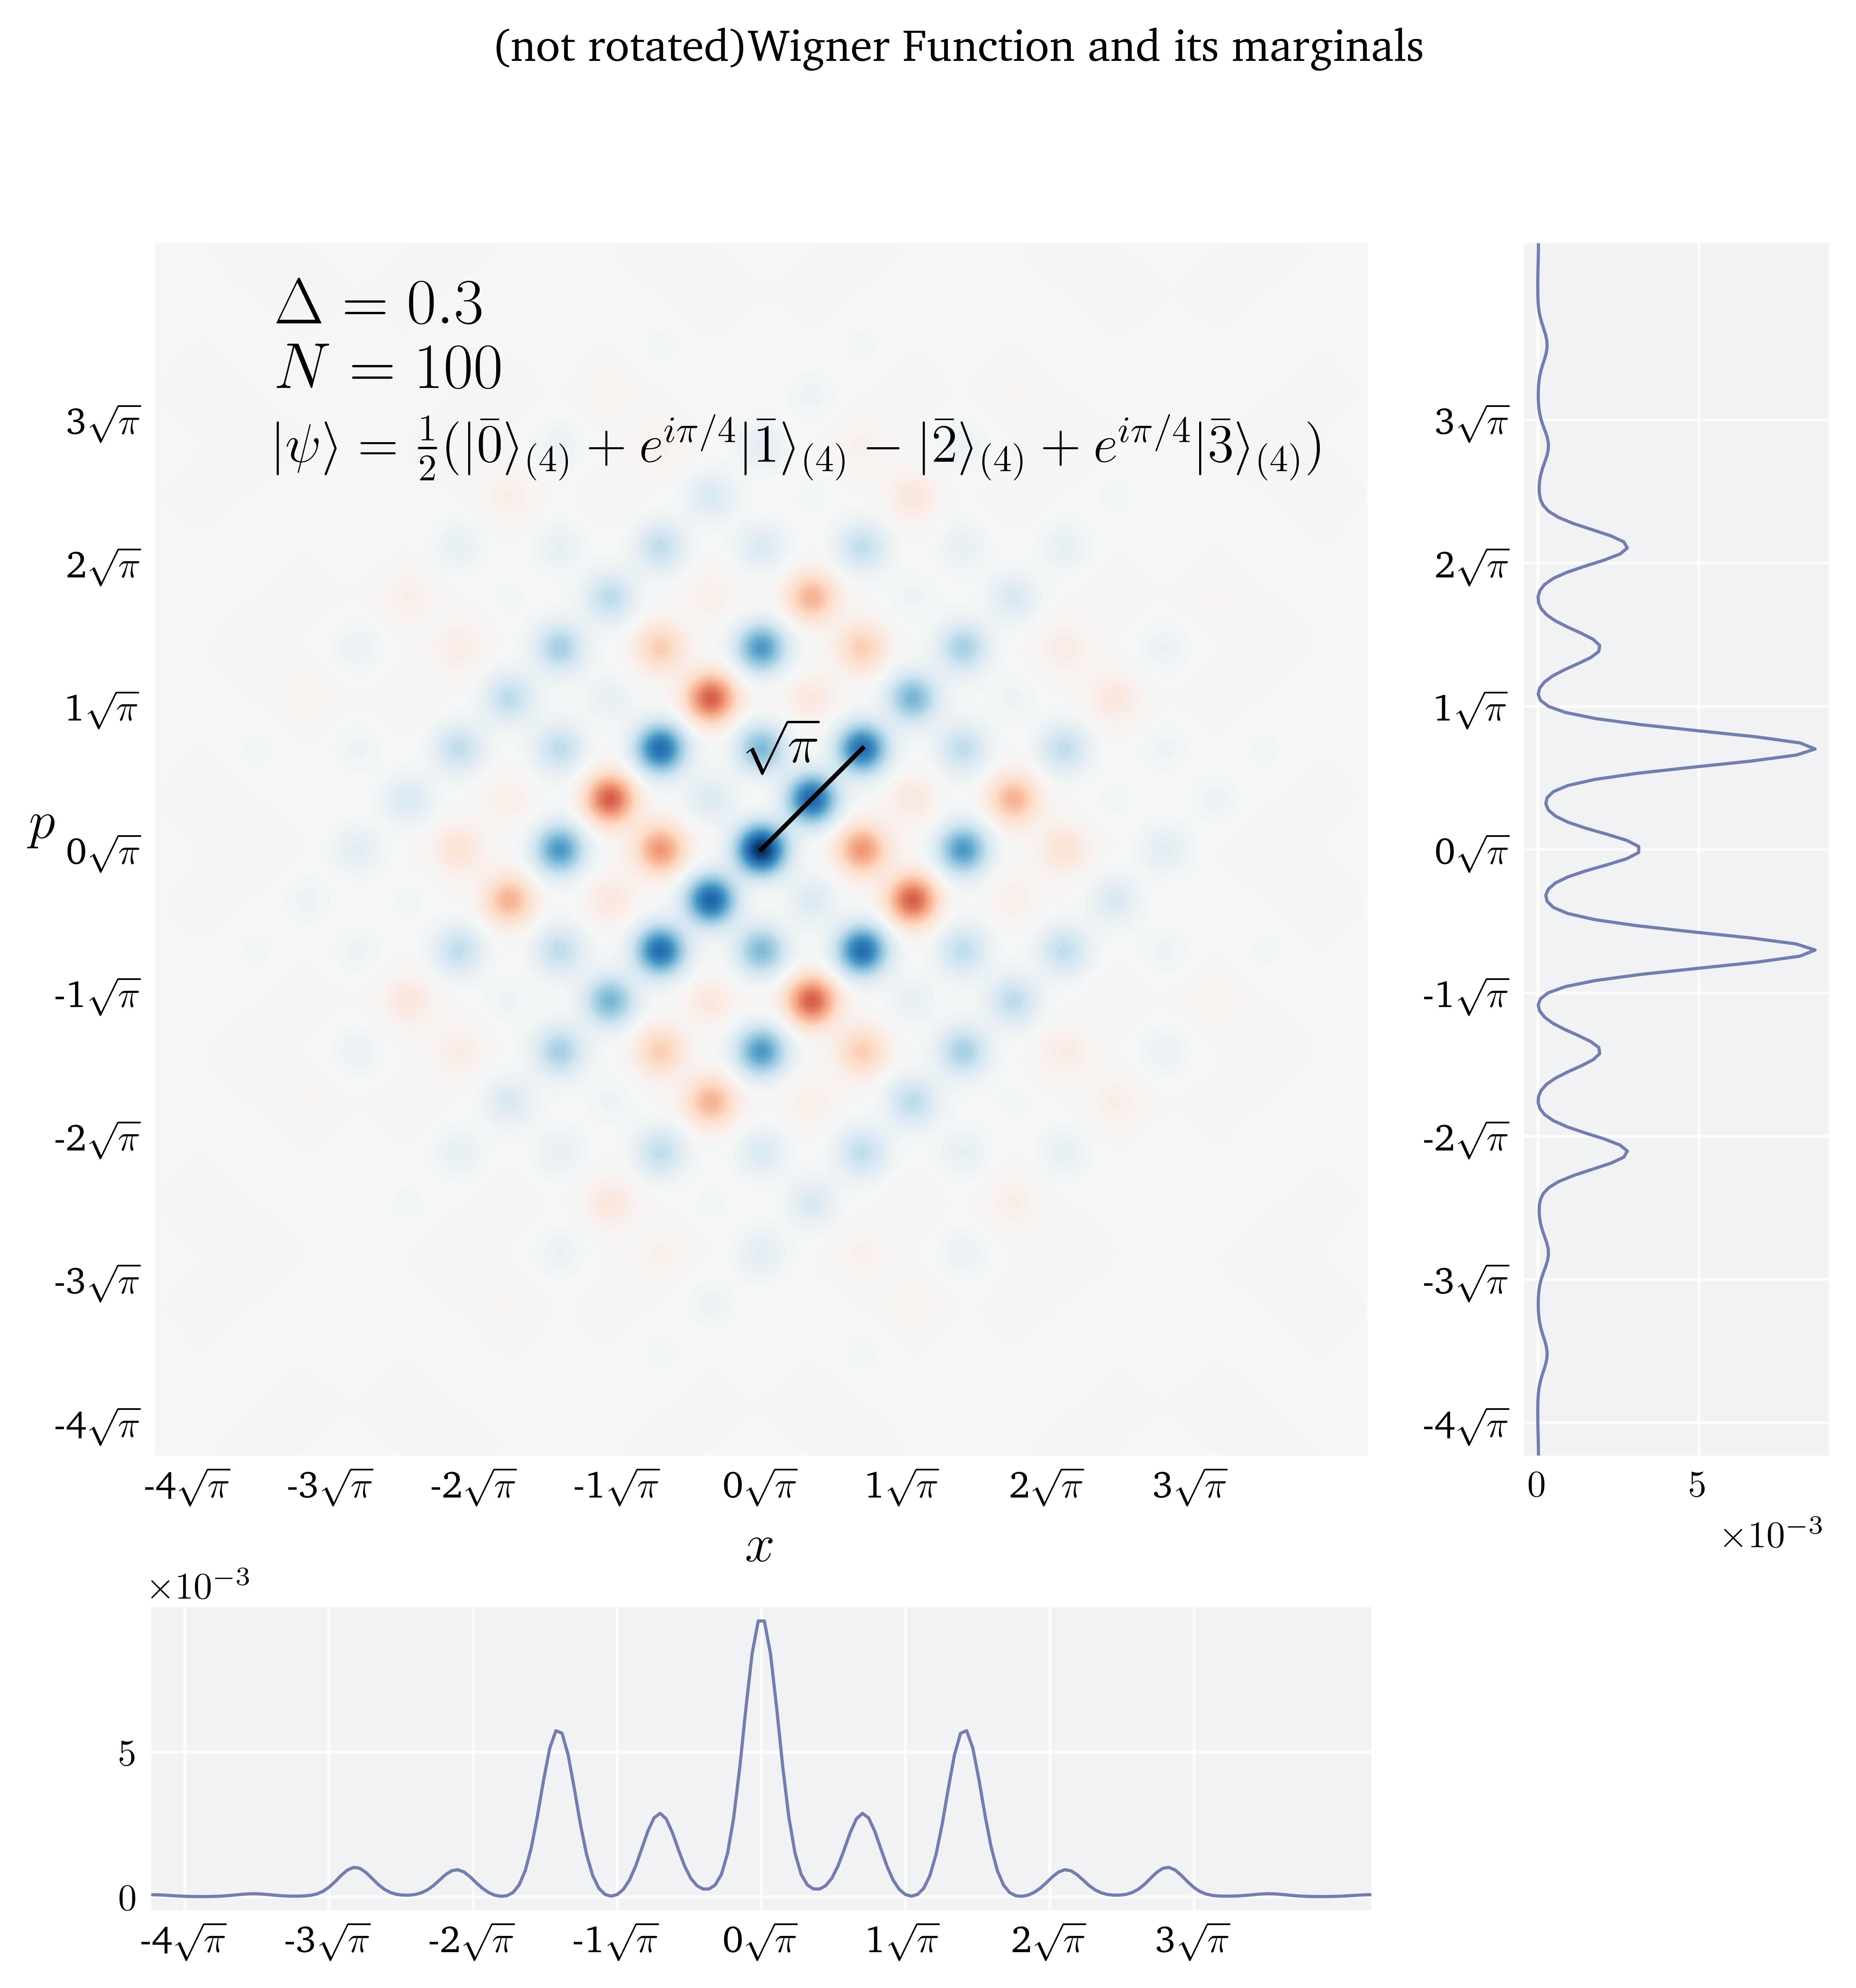 (not rotated)Wigner Function and its marginals
Δ = 0.3
N = 100
|ψ⟩ = 1/2(|0̄⟩(4) + e^{iπ/4}|1̄⟩(4) − |2̄⟩(4) + e^{iπ/4}|3̄⟩(4))
√π
p
3√π
2√π
1√π
0√π
-1√π
-2√π
-3√π
-4√π
-4√π -3√π -2√π -1√π 0√π 1√π 2√π 3√π
x
3√π
2√π
1√π
0√π
-1√π
-2√π
-3√π
-4√π
0 5
×10⁻³
×10⁻³
5
0
-4√π -3√π -2√π -1√π 0√π 1√π 2√π 3√π